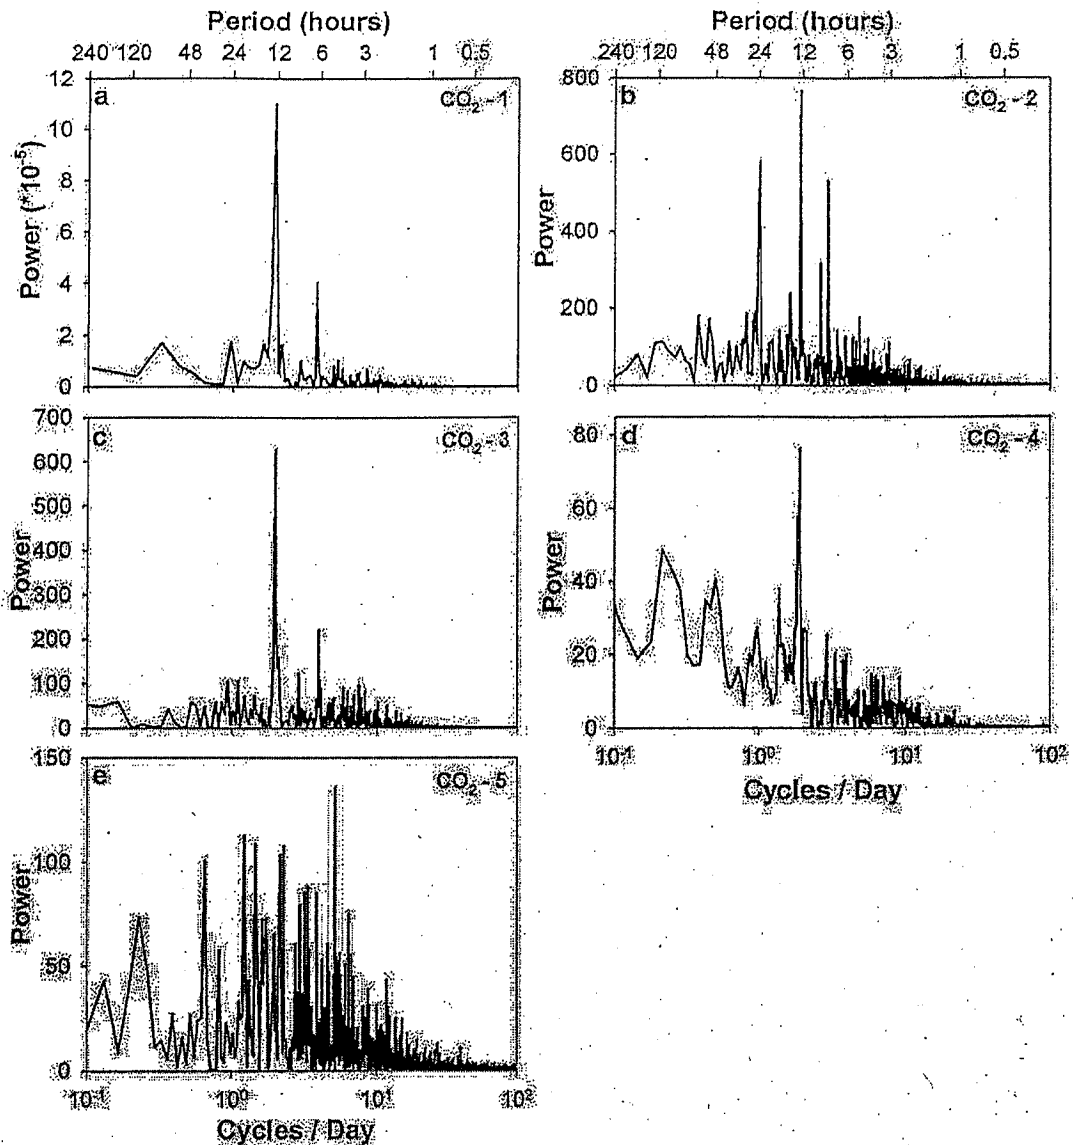 Period (hours)
240 120 48 24 12 6 3 1 0.5
Period (hours)
240 120 48 24 12 6 3 1 0.5
a
CO₂ - 1
12
10
8
6
4
2
0
Power (*10⁻⁵)
b
CO₂ - 2
800
600
400
200
0
Power
c
CO₂ - 3
700
600
500
400
300
200
100
0
Power
d
CO₂ - 4
80
60
40
20
0
Power
10⁻¹ 10⁰ 10¹ 10²
Cycles / Day
e
CO₂ - 5
150
100
50
0
Power
10⁻¹ 10⁰ 10¹ 10²
Cycles / Day